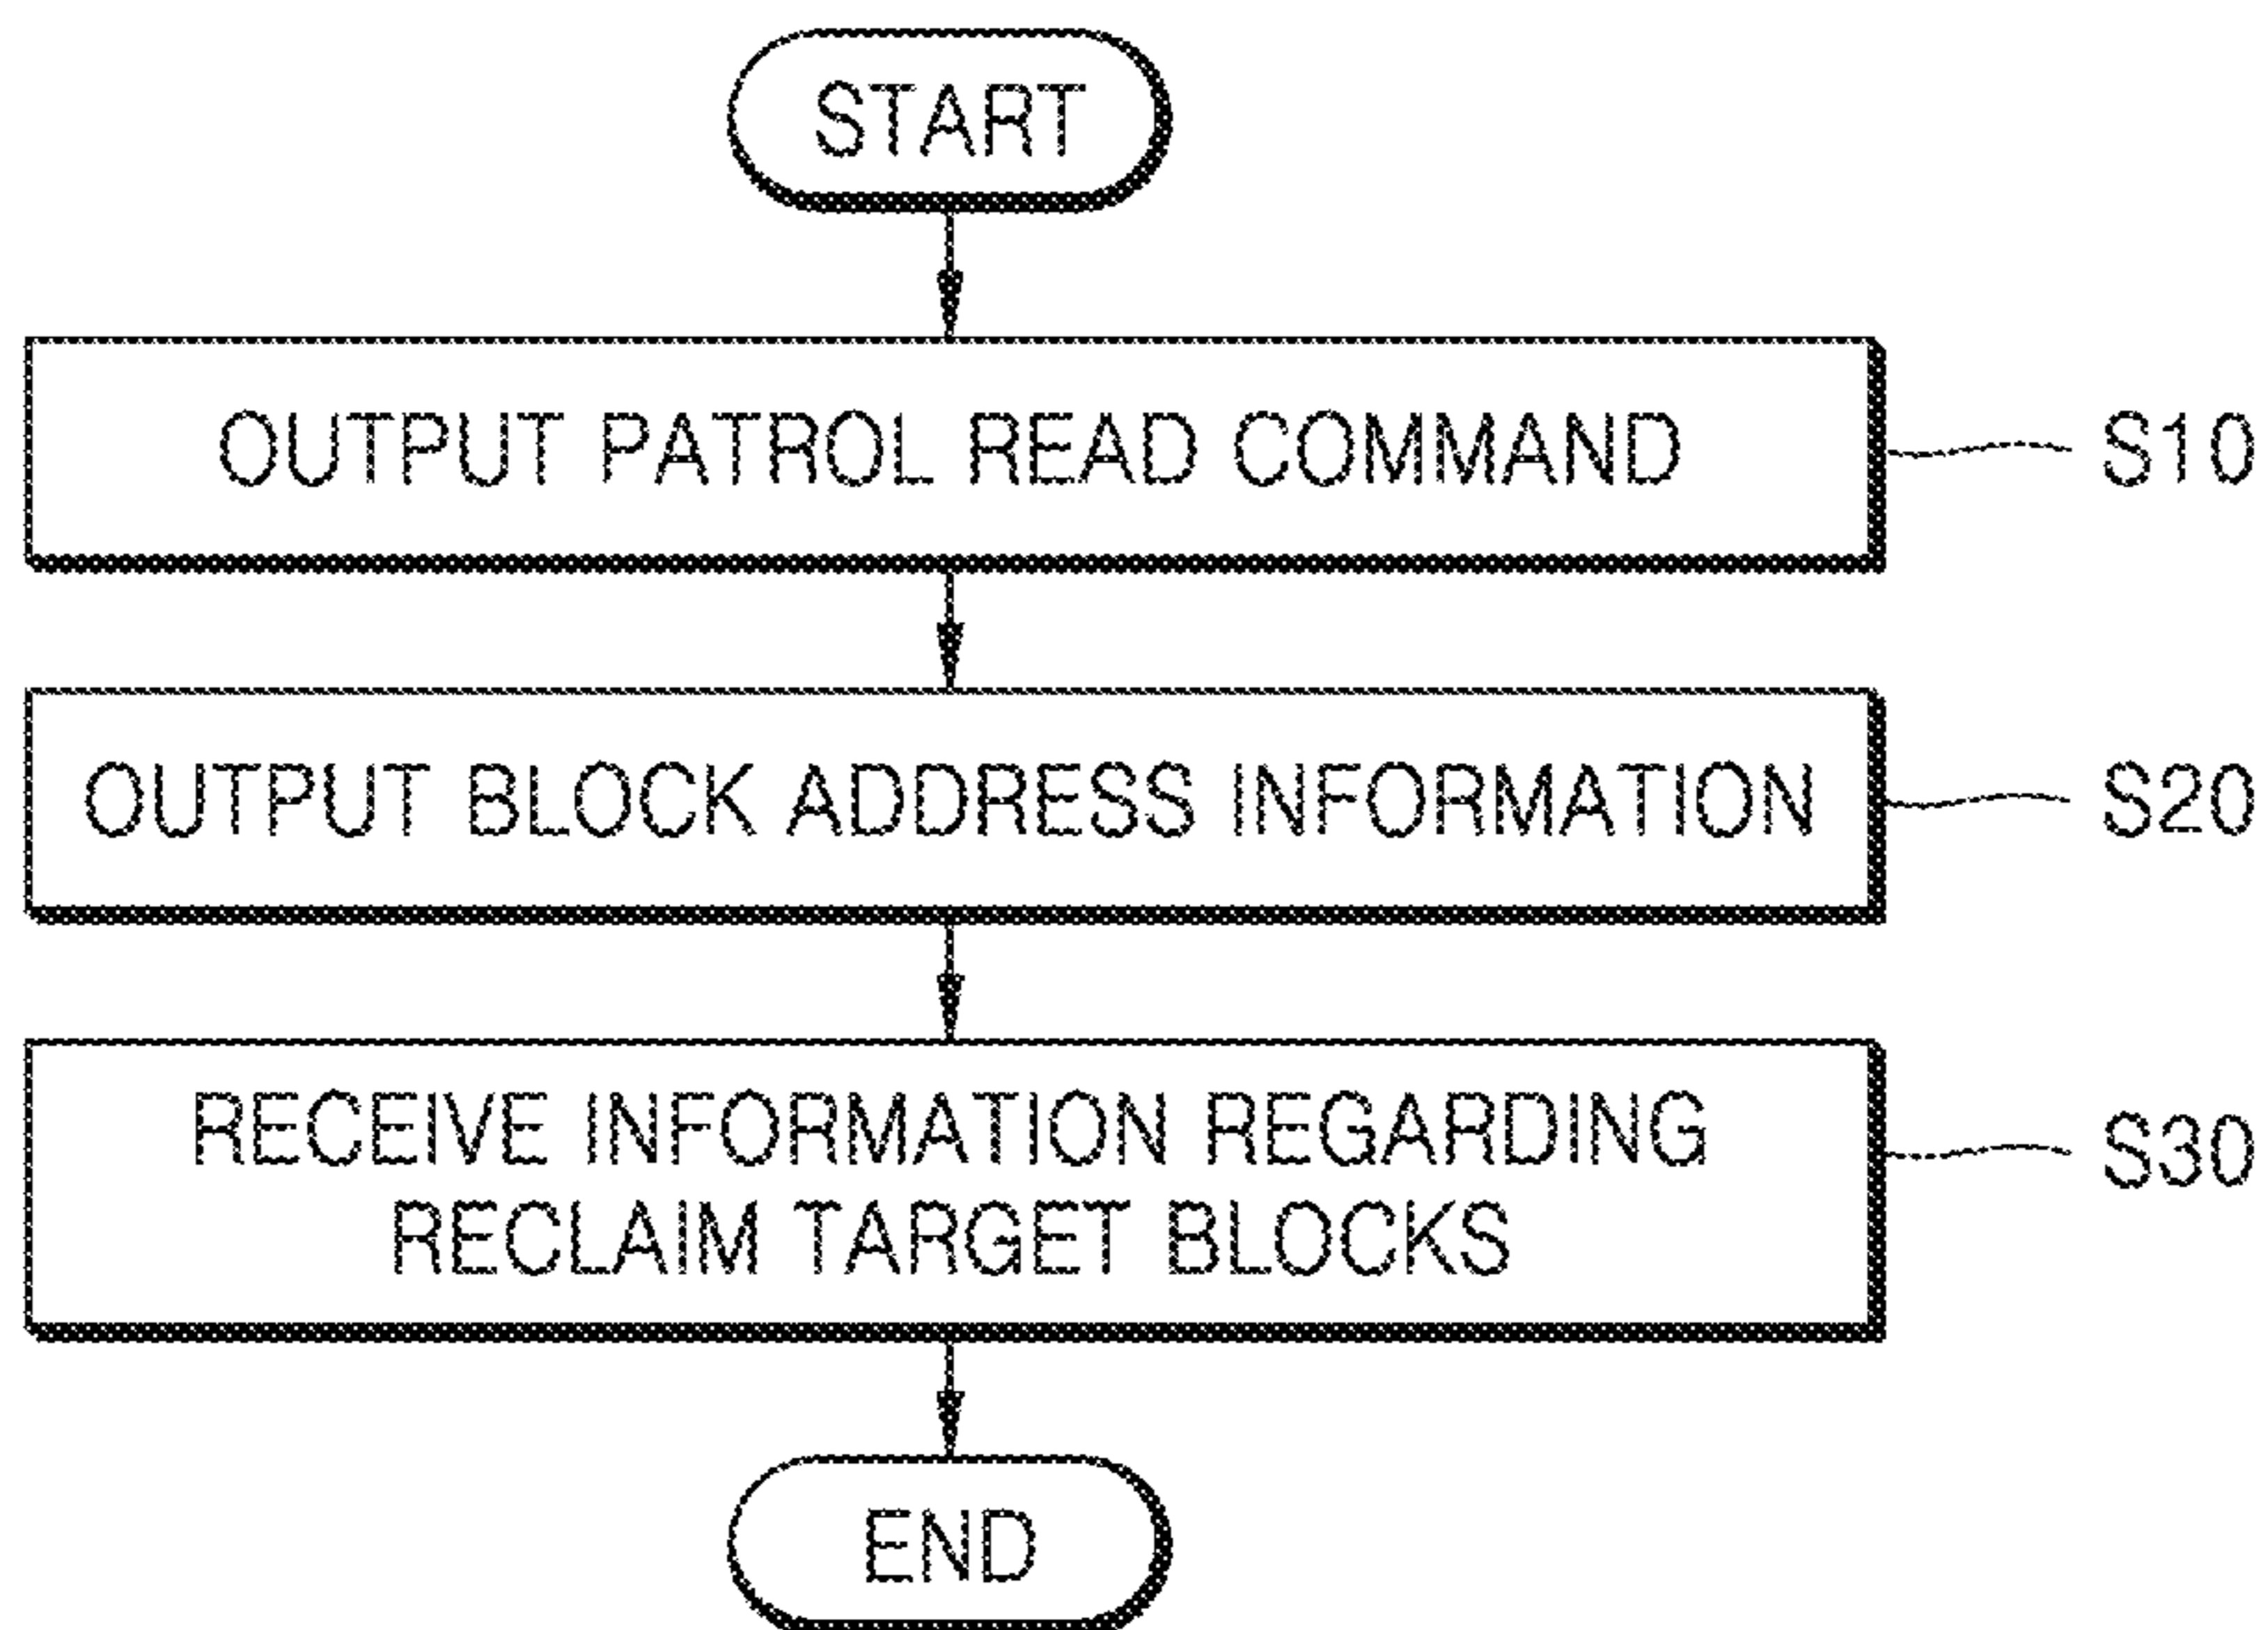 START
OUTPUT PATROL READ COMMAND
S10
OUTPUT BLOCK ADDRESS INFORMATION
S20
RECEIVE INFORMATION REGARDING
RECLAIM TARGET BLOCKS
S30
END